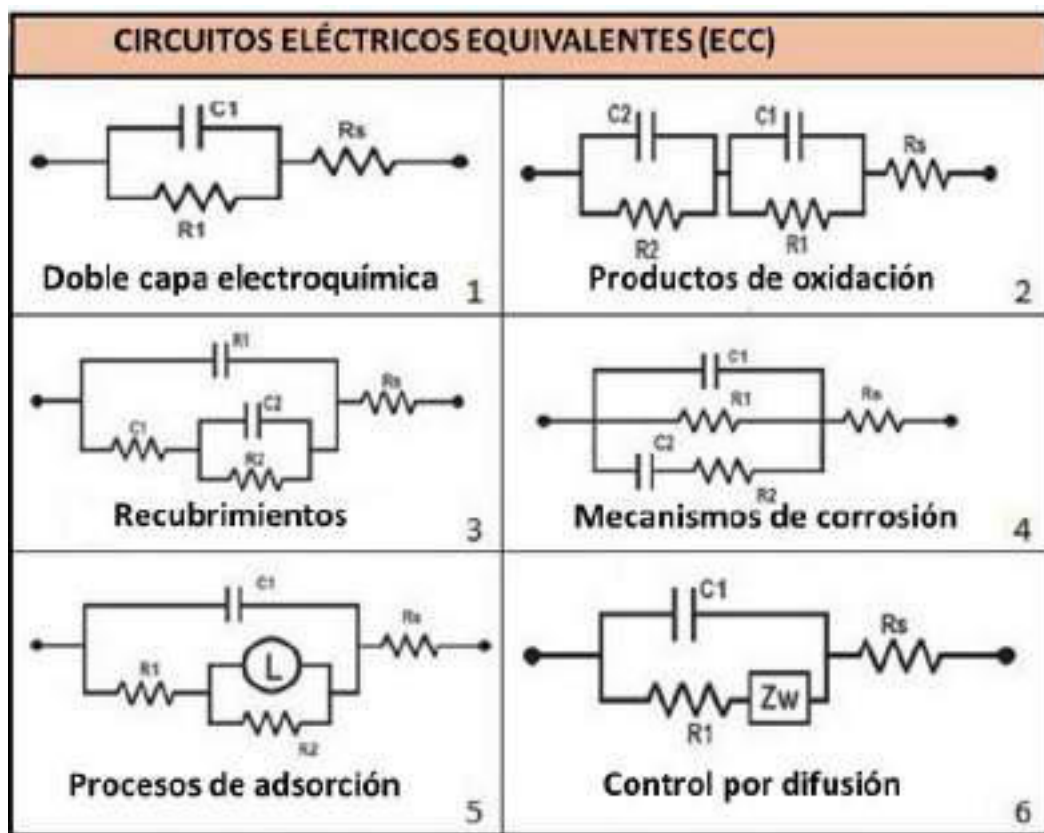 CIRCUITOS ELÉCTRICOS EQUIVALENTES (ECC)
C1
Rs
R1
Doble capa electroquímica
1
C2
C1
Rs
R2
R1
Productos de oxidación
2
R1
Rs
C2
C1
R2
Recubrimientos
3
C1
R1
Rs
C2
R2
Mecanismos de corrosión
4
C1
Rs
R1
L
R2
Procesos de adsorción
5
C1
Rs
R1
Zw
Control por difusión
6